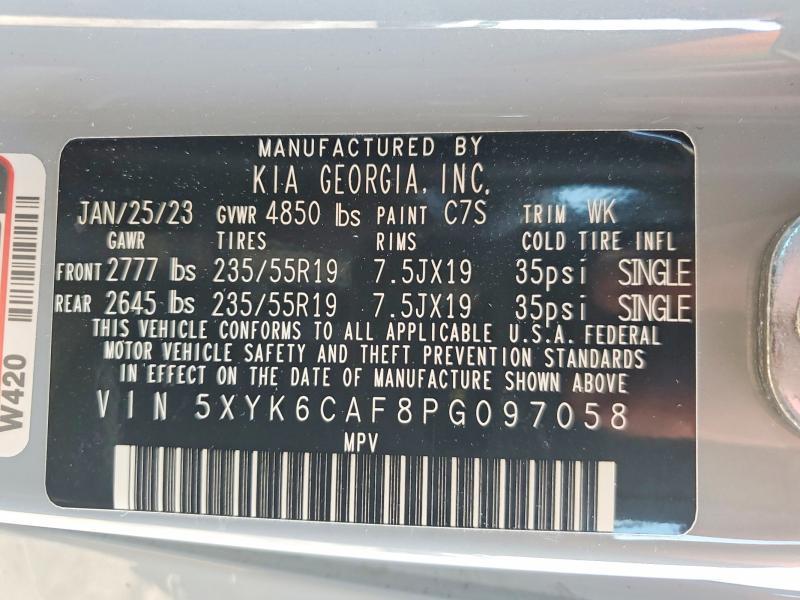 MANUFACTURED BY
KIA GEORGIA, INC.
JAN/25/23 GVWR 4850 lbs PAINT C7S TRIM WK
GAWR TIRES RIMS COLD TIRE INFL
FRONT 2777 lbs 235/55R19 7.5JX19 35psi SINGLE
REAR 2645 lbs 235/55R19 7.5JX19 35psi SINGLE
THIS VEHICLE CONFORMS TO ALL APPLICABLE U.S.A. FEDERAL
MOTOR VEHICLE SAFETY AND THEFT PREVENTION STANDARDS
IN EFFECT ON THE DATE OF MANUFACTURE SHOWN ABOVE
VIN 5XYK6CAF8PG097058
MPV
W420